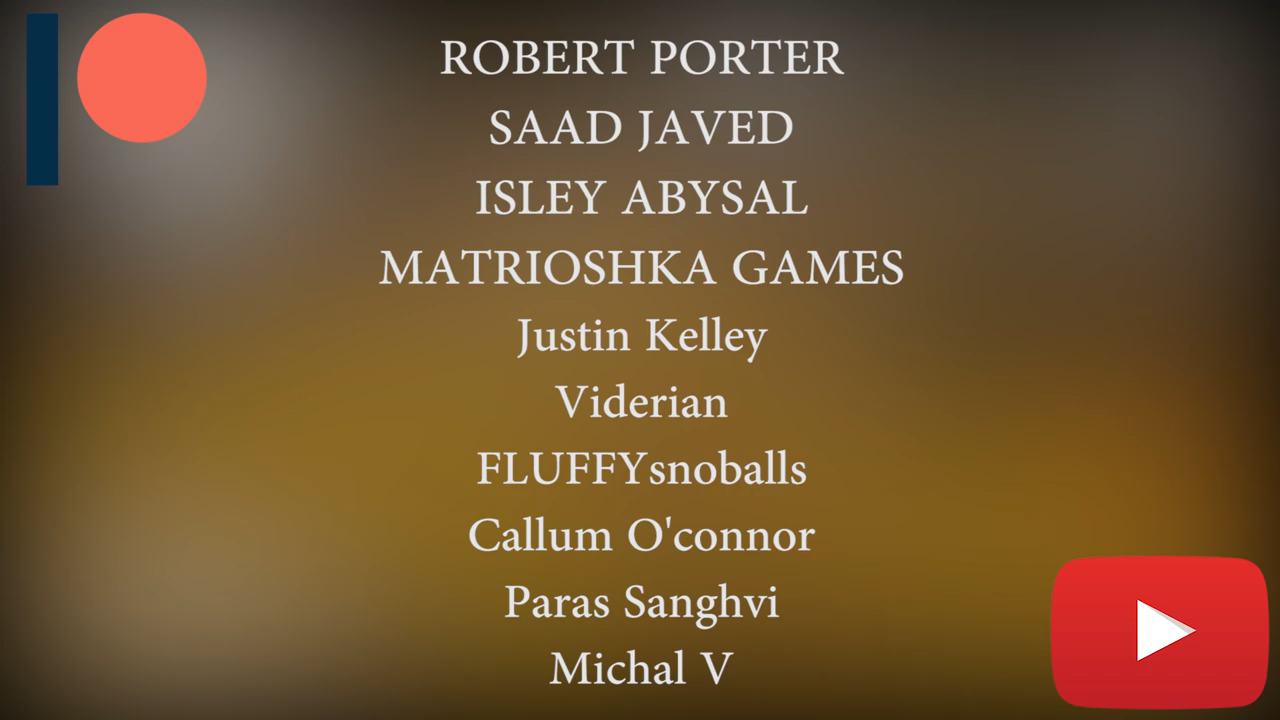 ROBERT PORTER
SAAD JAVED
ISLEY ABYSAL
MATRIOSHKA GAMES
Justin Kelley
Viderian
FLUFFYsnoballs
Callum O'connor
Paras Sanghvi
Michal V